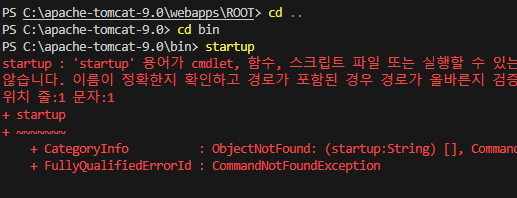 PS C:\apache-tomcat-9.0\webapps\ROOT> cd ..
PS C:\apache-tomcat-9.0> cd bin
PS C:\apache-tomcat-9.0\bin> startup
startup : 'startup' 용어가 cmdlet, 함수, 스크립트 파일 또는 실행할 수 있는
않습니다. 이름이 정확한지 확인하고 경로가 포함된 경우 경로가 올바른지 검증
위치 줄:1 문자:1
+ startup
+ ~~~~~~~
    + CategoryInfo          : ObjectNotFound: (startup:String) [], Comman
    + FullyQualifiedErrorId : CommandNotFoundException